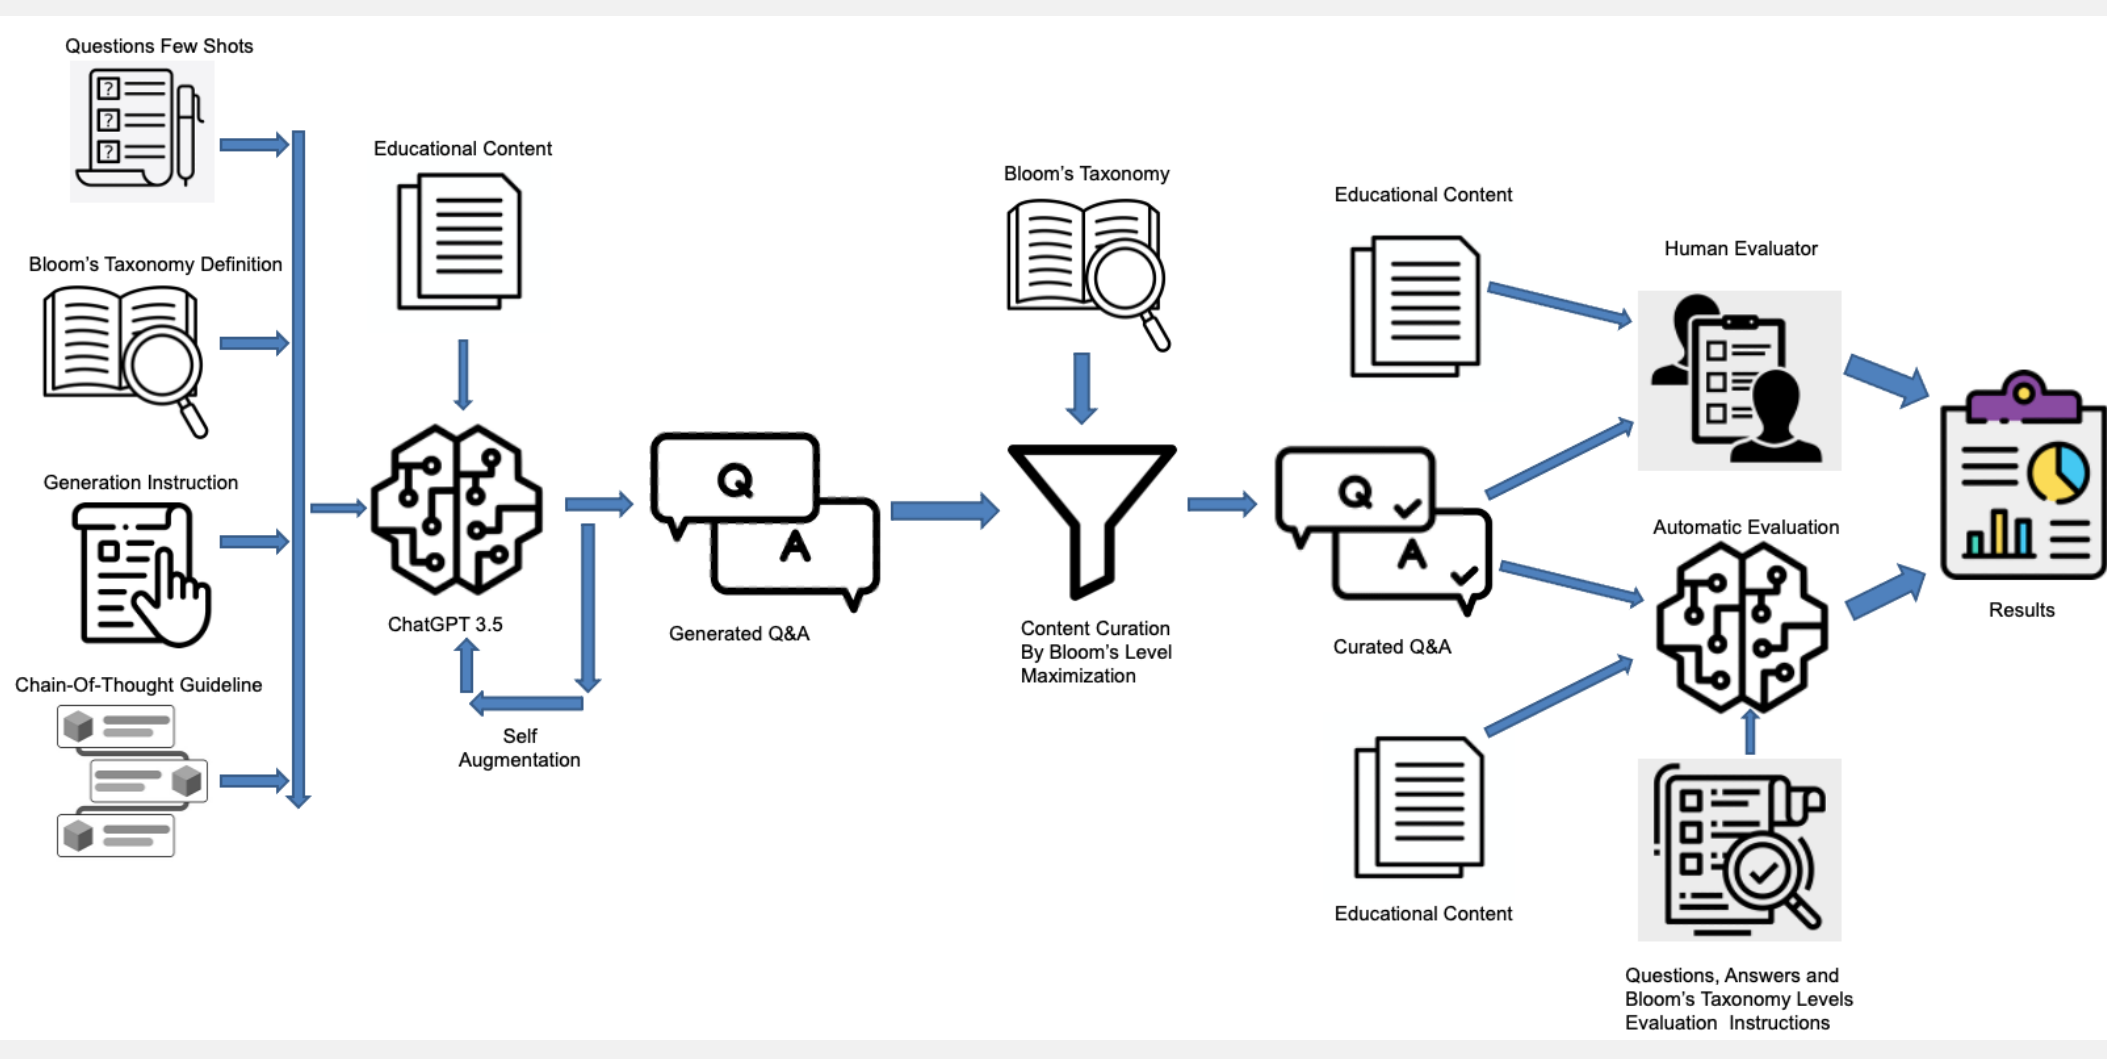 Questions Few Shots
?
?
?
Bloom's Taxonomy Definition
Generation Instruction
Chain-Of-Thought Guideline
Educational Content
ChatGPT 3.5
Self
Augmentation
Q
A
Generated Q&A
Bloom's Taxonomy
Content Curation
By Bloom's Level
Maximization
Educational Content
Q
A
Curated Q&A
Educational Content
Human Evaluator
Automatic Evaluation
Questions, Answers and
Bloom's Taxonomy Levels
Evaluation  Instructions
Results